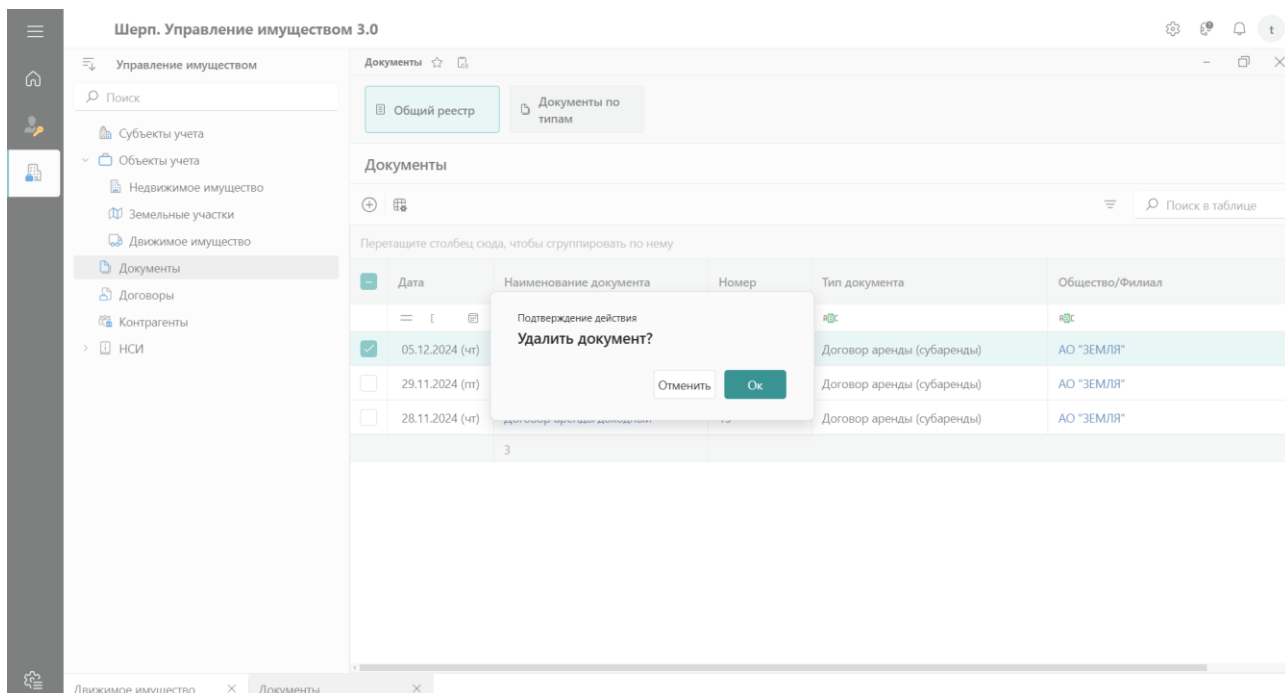 Шерп. Управление имуществом 3.0
t
Управление имуществом
Поиск
Субъекты учета
Объекты учета
Недвижимое имущество
Земельные участки
Движимое имущество
Документы
Договоры
Контрагенты
НСИ
Документы
Общий реестр
Документы по
типам
Документы
Поиск в таблице
Перетащите столбец сюда, чтобы сгруппировать по нему
Дата Наименование документа Номер Тип документа Общество/Филиал
Подтверждение действия
Удалить документ?
Отменить Ок
05.12.2024 (чт) Договор аренды (субаренды) АО "ЗЕМЛЯ"
29.11.2024 (пт) Договор аренды (субаренды) АО "ЗЕМЛЯ"
28.11.2024 (чт) Договор аренды доходный Договор аренды (субаренды) АО "ЗЕМЛЯ"
3
Движимое имущество Документы